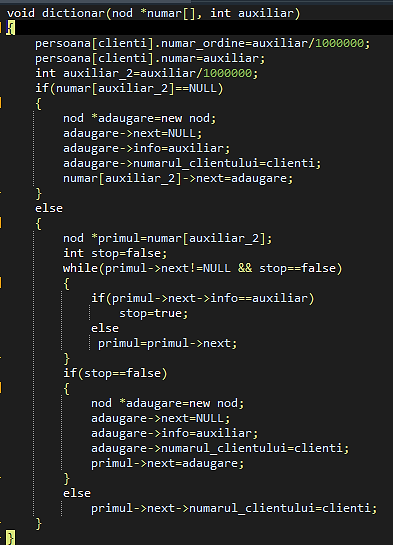 void dictionar(nod *numar[], int auxiliar)
{
    persoana[clienti].numar_ordine=auxiliar/1000000;
    persoana[clienti].numar=auxiliar;
    int auxiliar_2=auxiliar/1000000;
    if(numar[auxiliar_2]==NULL)
    {
        nod *adaugare=new nod;
        adaugare->next=NULL;
        adaugare->info=auxiliar;
        adaugare->numarul_clientului=clienti;
        numar[auxiliar_2]->next=adaugare;
    }
    else
    {
        nod *primul=numar[auxiliar_2];
        int stop=false;
        while(primul->next!=NULL && stop==false)
        {
            if(primul->next->info==auxiliar)
                stop=true;
            else
             primul=primul->next;
        }
        if(stop==false)
        {
            nod *adaugare=new nod;
            adaugare->next=NULL;
            adaugare->info=auxiliar;
            adaugare->numarul_clientului=clienti;
            primul->next=adaugare;
        }
        else
            primul->next->numarul_clientului=clienti;
    }
}